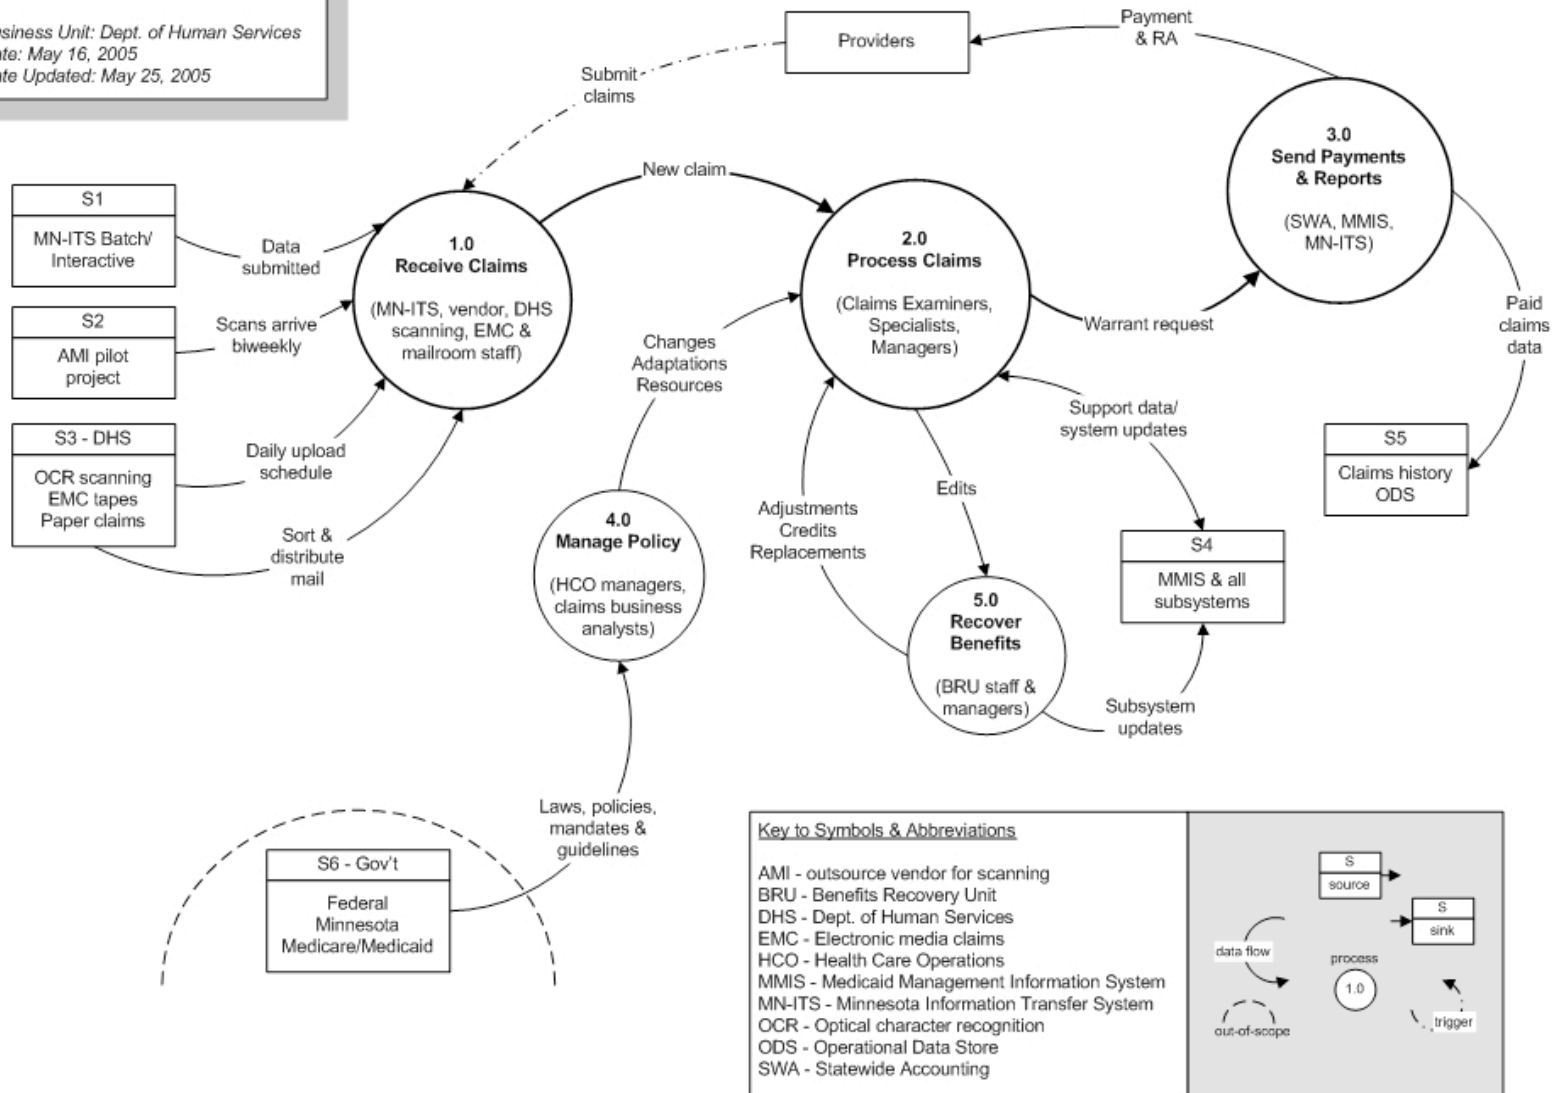 usiness Unit: Dept. of Human Services
ate: May 16, 2005
ate Updated: May 25, 2005
Providers
Payment
& RA
Submit
claims
3.0
Send Payments
& Reports
(SWA, MMIS,
MN-ITS)
New claim
S1
MN-ITS Batch/
Interactive
Data
submitted
1.0
Receive Claims
(MN-ITS, vendor, DHS
scanning, EMC &
mailroom staff)
2.0
Process Claims
(Claims Examiners,
Specialists,
Managers)
Warrant request
Paid
claims
data
S2
AMI pilot
project
Scans arrive
biweekly
Changes
Adaptations
Resources
Support data/
system updates
S3 - DHS
OCR scanning
EMC tapes
Paper claims
Daily upload
schedule
Sort &
distribute
mail
S5
Claims history
ODS
Edits
Adjustments
Credits
Replacements
4.0
Manage Policy
(HCO managers,
claims business
analysts)
S4
MMIS & all
subsystems
5.0
Recover
Benefits
(BRU staff &
managers)
Subsystem
updates
Laws, policies,
mandates &
guidelines
S6 - Gov't
Federal
Minnesota
Medicare/Medicaid
Key to Symbols & Abbreviations
AMI - outsource vendor for scanning
BRU - Benefits Recovery Unit
DHS - Dept. of Human Services
EMC - Electronic media claims
HCO - Health Care Operations
MMIS - Medicaid Management Information System
MN-ITS - Minnesota Information Transfer System
OCR - Optical character recognition
ODS - Operational Data Store
SWA - Statewide Accounting
S
source
S
sink
data flow
process
1.0
out-of-scope
trigger